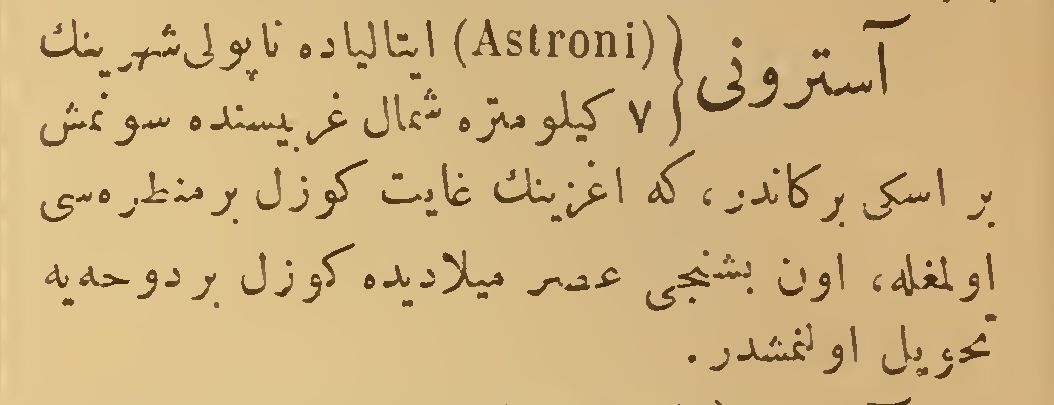 آسترونی { (Astroni) ایتالیاده ناپولی شهرینك
۷ کیلومتره شمال غربیسنده سونمش
بر اسکی برکاندر، که اغزینك غایت کوزل بر منظره‌سی
اولمغله، اون بشنجی عصر میلادیده کوزل بر دوحه‌یه
تحویل اولنمشدر.